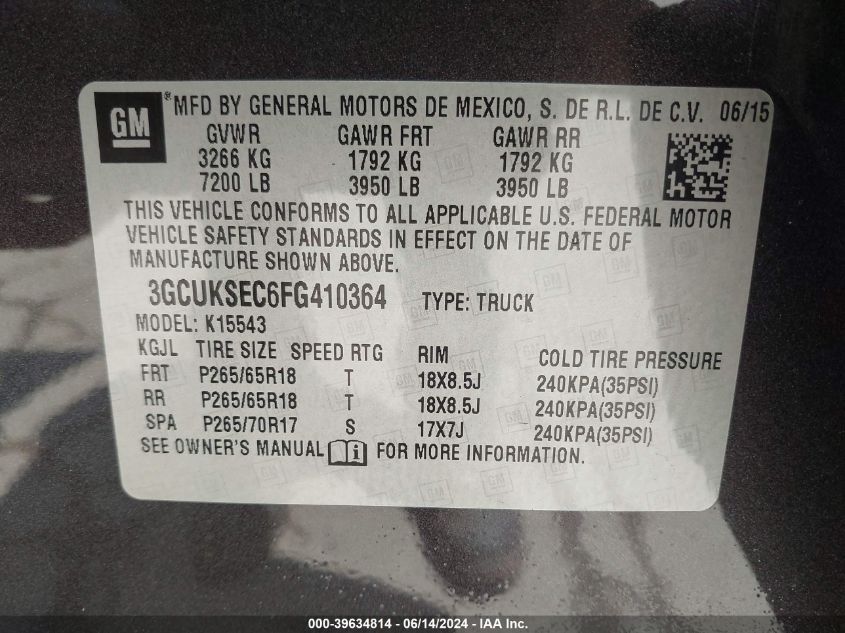 GM ® MFD BY GENERAL MOTORS DE MEXICO, S. DE R.L. DE C.V. 06/15
GVWR GAWR FRT GAWR RR
3266 KG 1792 KG 1792 KG
7200 LB 3950 LB 3950 LB
THIS VEHICLE CONFORMS TO ALL APPLICABLE U.S. FEDERAL MOTOR
VEHICLE SAFETY STANDARDS IN EFFECT ON THE DATE OF
MANUFACTURE SHOWN ABOVE.
3GCUKSEC6FG410364 TYPE: TRUCK
MODEL: K15543
KGJL TIRE SIZE SPEED RTG RIM COLD TIRE PRESSURE
FRT P265/65R18 T 18X8.5J 240KPA(35PSI)
RR P265/65R18 T 18X8.5J 240KPA(35PSI)
SPA P265/70R17 S 17X7J 240KPA(35PSI)
SEE OWNER'S MANUAL i FOR MORE INFORMATION.
000-39634814 - 06/14/2024 - IAA Inc.